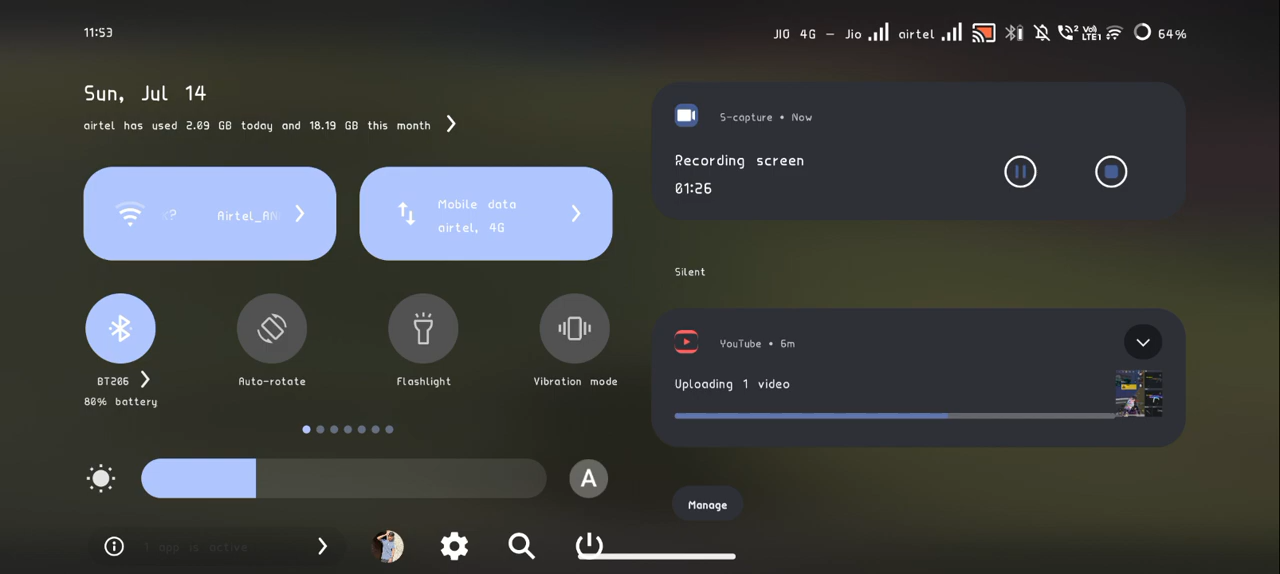 11:53
JIO 4G — Jio airtel VoLTE1 64%
Sun, Jul 14
airtel has used 2.09 GB today and 18.19 GB this month
S-capture • Now
Recording screen
01:26
Airtel_AN
Mobile data
airtel, 4G
Silent
YouTube • 6m
Uploading 1 video
BT206
80% battery
Auto-rotate
Flashlight
Vibration mode
A
Manage
1 app is active